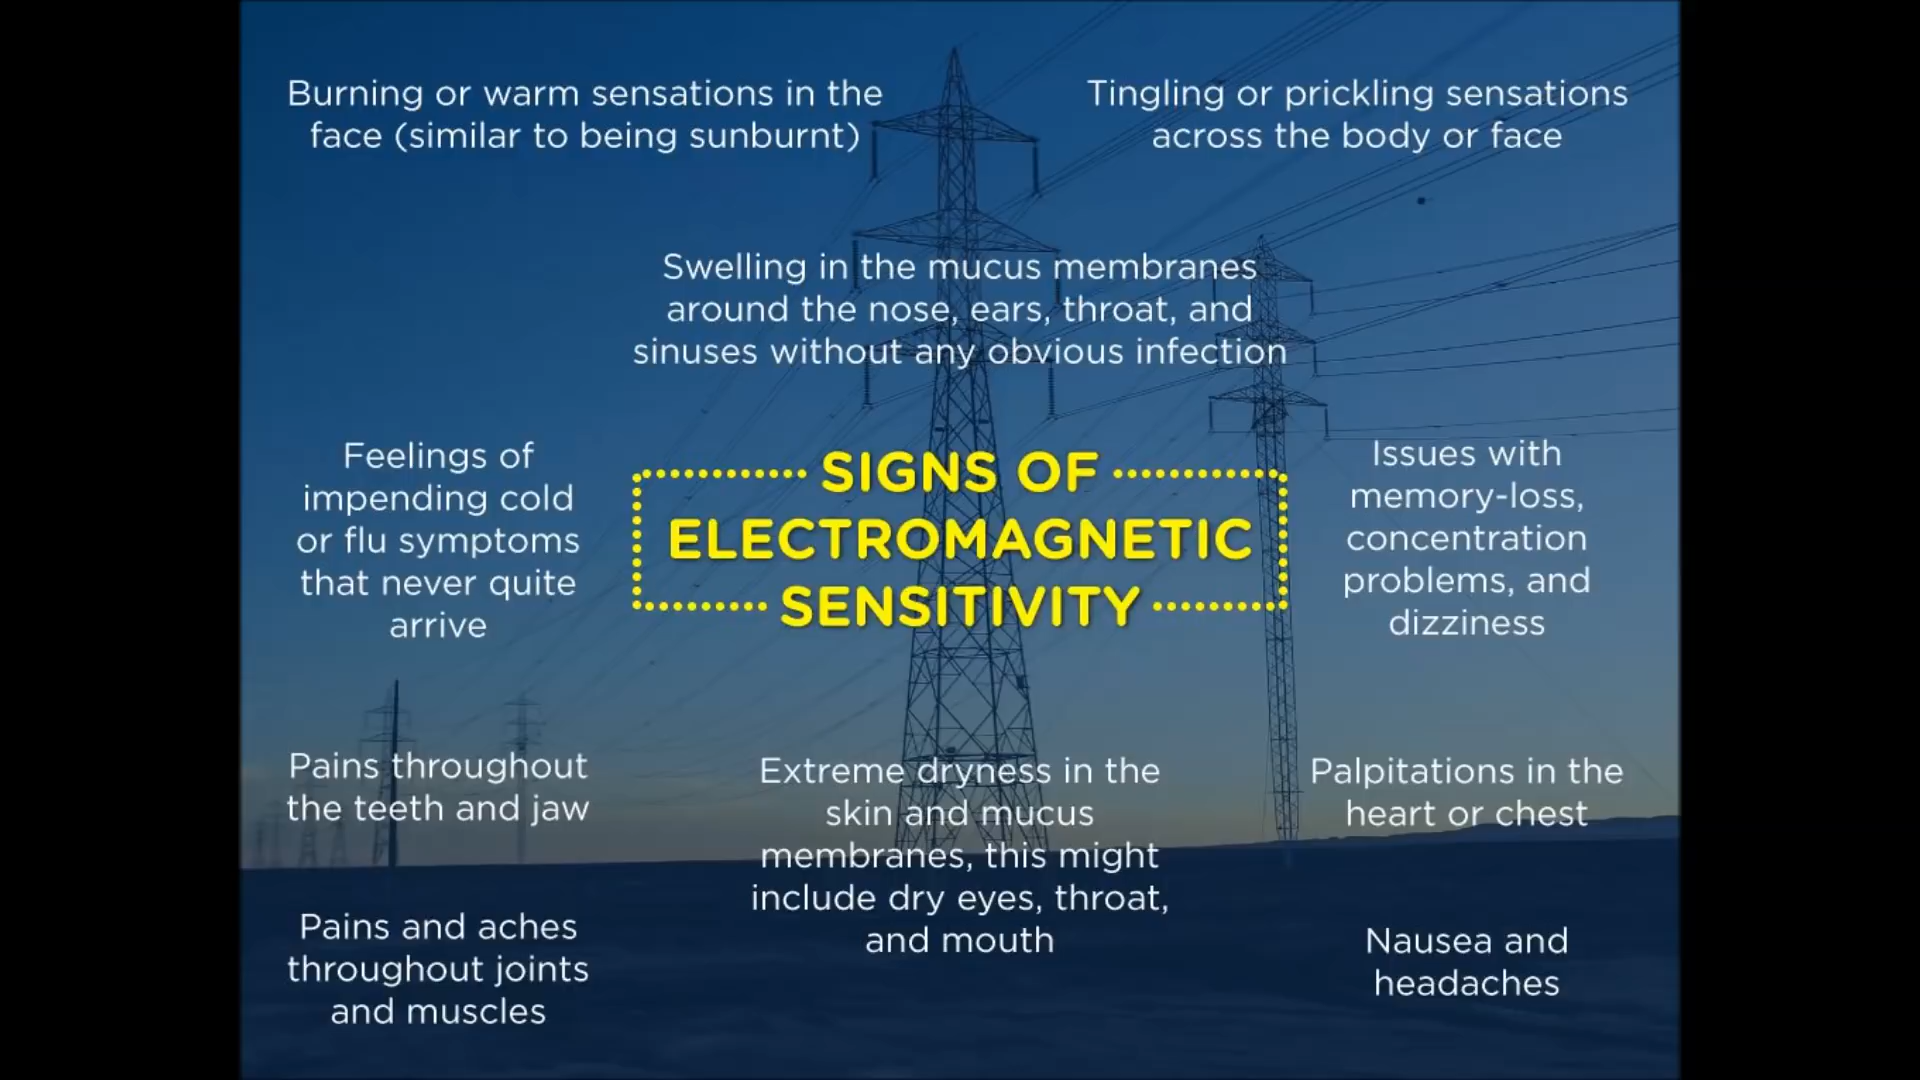 Burning or warm sensations in the
face (similar to being sunburnt)
Tingling or prickling sensations
across the body or face
Swelling in the mucus membranes
around the nose, ears, throat, and
sinuses without any obvious infection
Feelings of
impending cold
or flu symptoms
that never quite
arrive
SIGNS OF
ELECTROMAGNETIC
SENSITIVITY
Issues with
memory-loss,
concentration
problems, and
dizziness
Pains throughout
the teeth and jaw
Extreme dryness in the
skin and mucus
membranes, this might
include dry eyes, throat,
and mouth
Palpitations in the
heart or chest
Pains and aches
throughout joints
and muscles
Nausea and
headaches